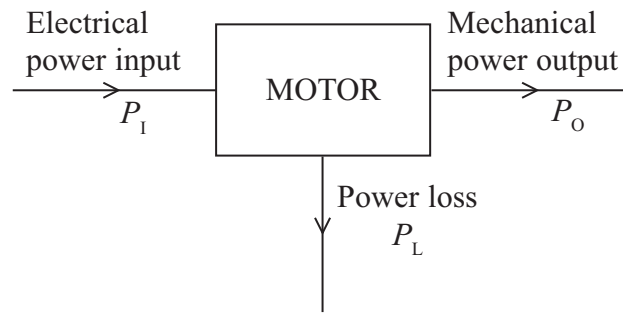 Electrical
power input
P_I
MOTOR
Mechanical
power output
P_O
Power loss
P_L